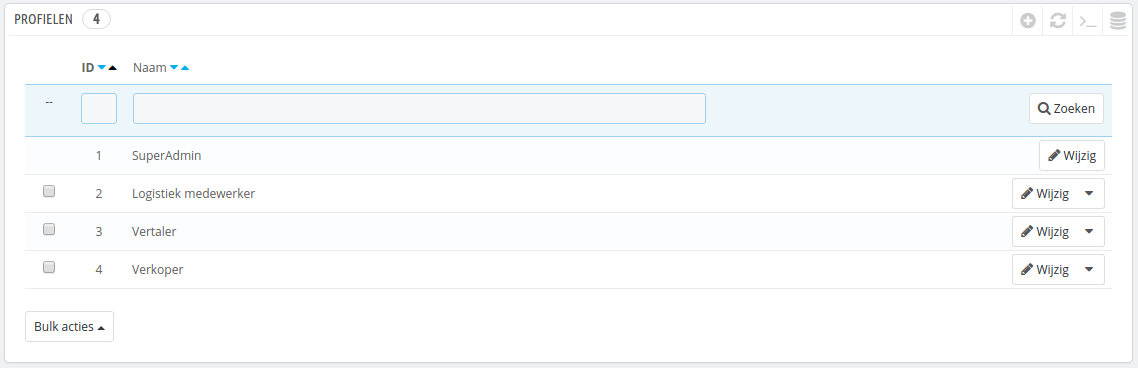 PROFIELEN 4
ID Naam
-- Zoeken
1 SuperAdmin Wijzig
2 Logistiek medewerker Wijzig
3 Vertaler Wijzig
4 Verkoper Wijzig
Bulk acties